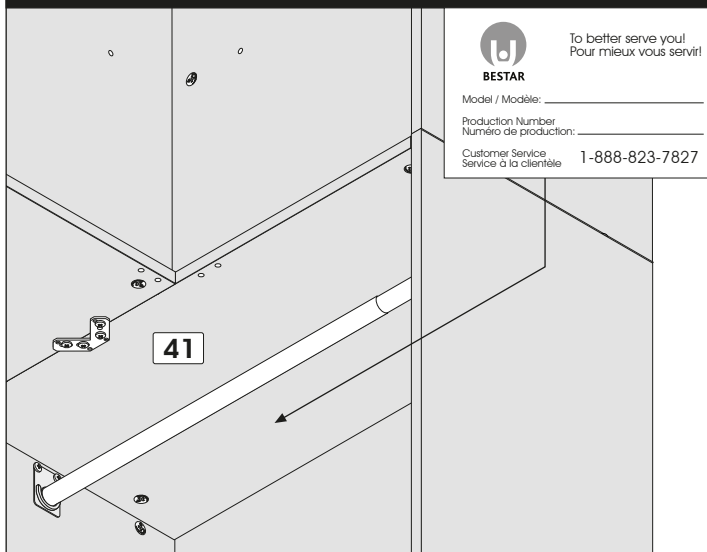 To better serve you!
Pour mieux vous servir!
BESTAR
Model / Modèle:
Production Number
Numéro de production:
Customer Service
Service à la clientèle 1-888-823-7827
41